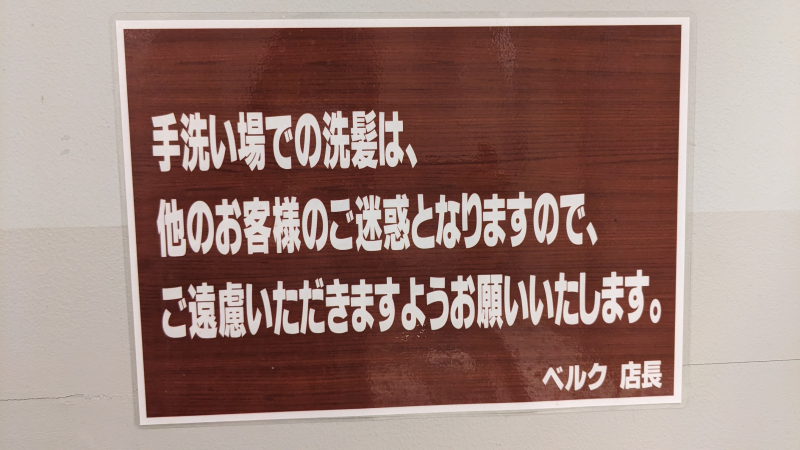 手洗い場での洗髪は、
他のお客様のご迷惑となりますので、
ご遠慮いただきますようお願いいたします。
ベルク 店長